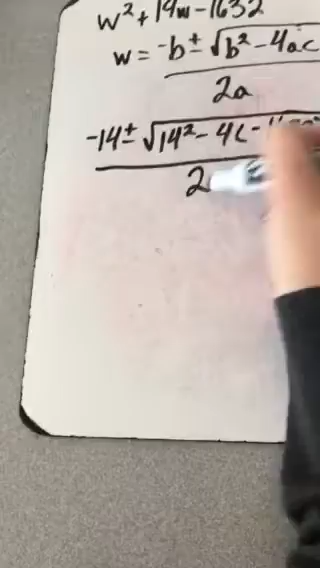 w² + 14w - 1632
w = -b ± √b² - 4ac
2a
-14 ± √14² - 4(-
2